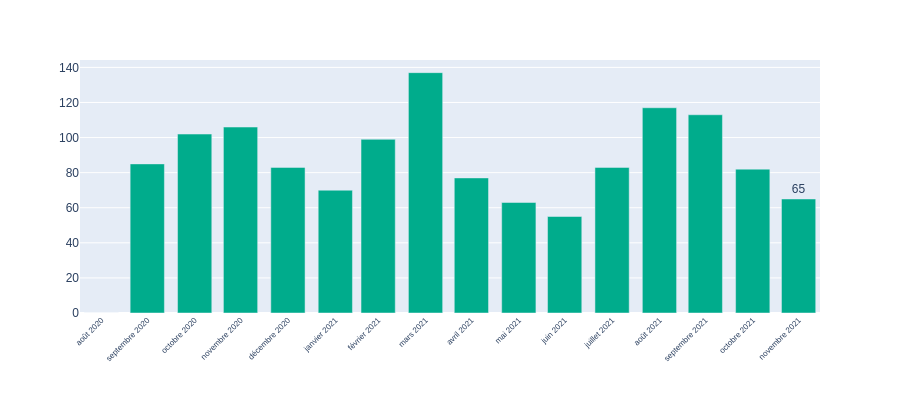 140
120
100
80
60
40
20
0
65
août 2020
septembre 2020
octobre 2020
novembre 2020
décembre 2020
janvier 2021
février 2021
mars 2021
avril 2021
mai 2021
juin 2021
juillet 2021
août 2021
septembre 2021
octobre 2021
novembre 2021